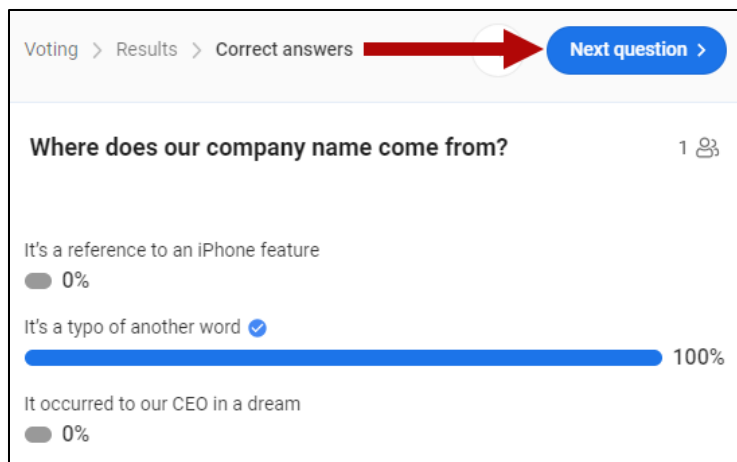 Voting > Results > Correct answers Next question >
Where does our company name come from? 1
It's a reference to an iPhone feature
0%
It's a typo of another word
100%
It occurred to our CEO in a dream
0%